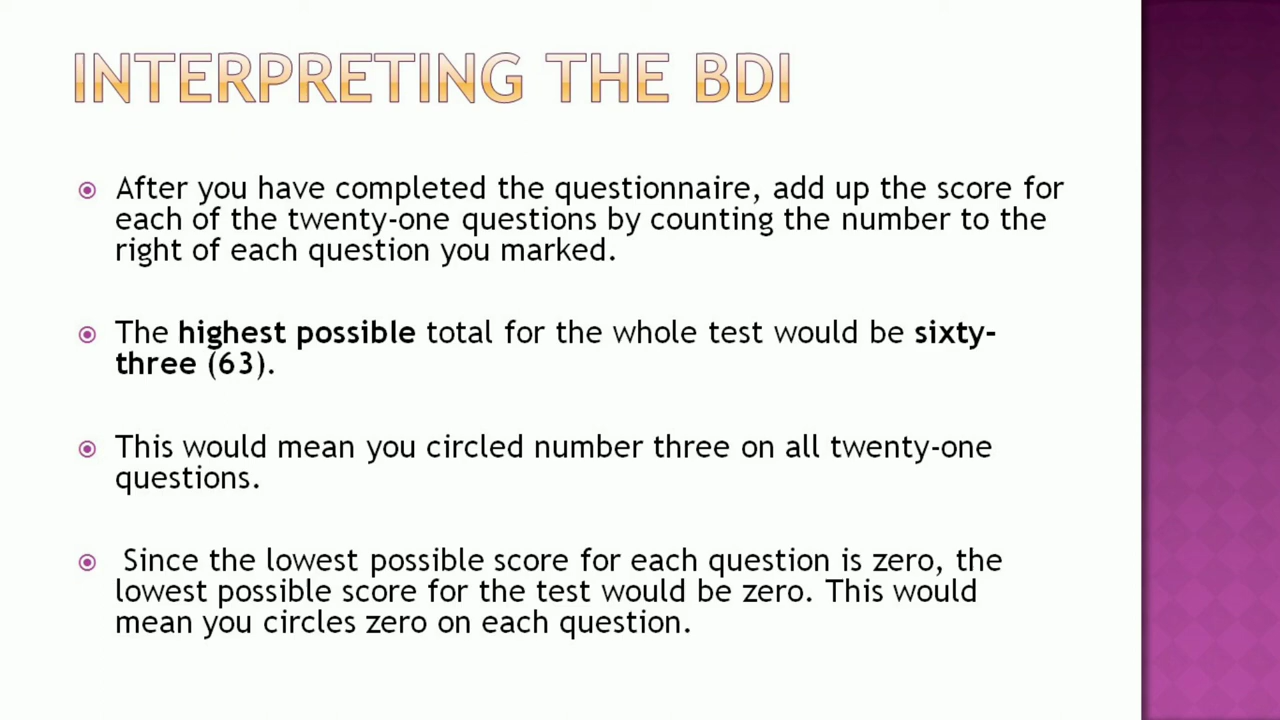 INTERPRETING THE BDI
After you have completed the questionnaire, add up the score for
each of the twenty-one questions by counting the number to the
right of each question you marked.
The highest possible total for the whole test would be sixty-
three (63).
This would mean you circled number three on all twenty-one
questions.
Since the lowest possible score for each question is zero, the
lowest possible score for the test would be zero. This would
mean you circles zero on each question.